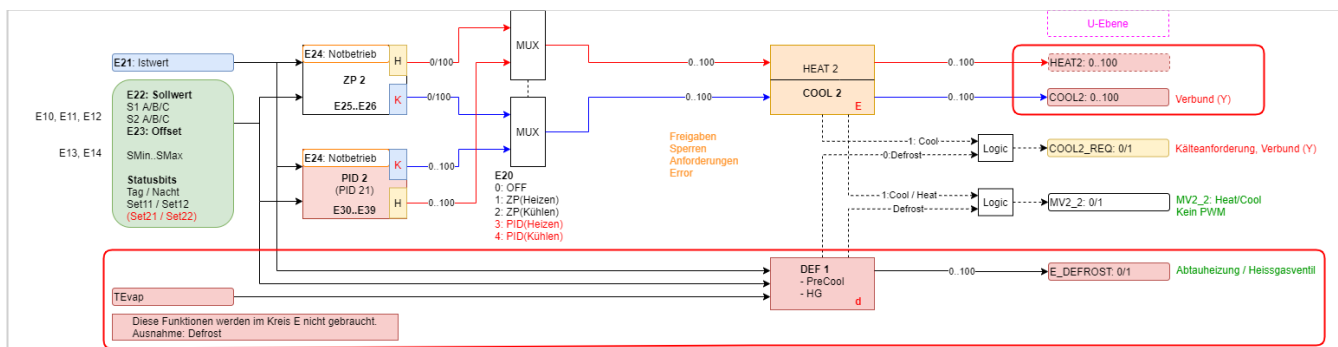 U-Ebene
E21: Istwert
E24: Notbetrieb
H
ZP 2
K
E25..E26
0/100
0/100
MUX
0..100
HEAT 2
0..100
HEAT2: 0..100
E22: Sollwert
S1 A/B/C
S2 A/B/C
E23: Offset
SMin..SMax
Statusbits
Tag / Nacht
Set11 / Set12
(Set21 / Set22)
E10, E11, E12
E13, E14
MUX
0..100
COOL 2
E
0..100
COOL2: 0..100
Verbund (Y)
E24: Notbetrieb
K
PID 2
(PID 21)
H
E30..E39
0..100
0..100
E20
0: OFF
1: ZP(Heizen)
2: ZP(Kühlen)
3: PID(Heizen)
4: PID(Kühlen)
Freigaben
Sperren
Anforderungen
Error
1: Cool
0:Defrost
Logic
COOL2_REQ: 0/1
Kälteanforderung, Verbund (Y)
1:Cool / Heat
Defrost
Logic
MV2_2: 0/1
MV2_2: Heat/Cool
Kein PWM
DEF 1
- PreCool
- HG
d
0..100
E_DEFROST: 0/1
Abtauheizung / Heissgasventil
TEvap
Diese Funktionen werden im Kreis E nicht gebraucht.
Ausnahme: Defrost